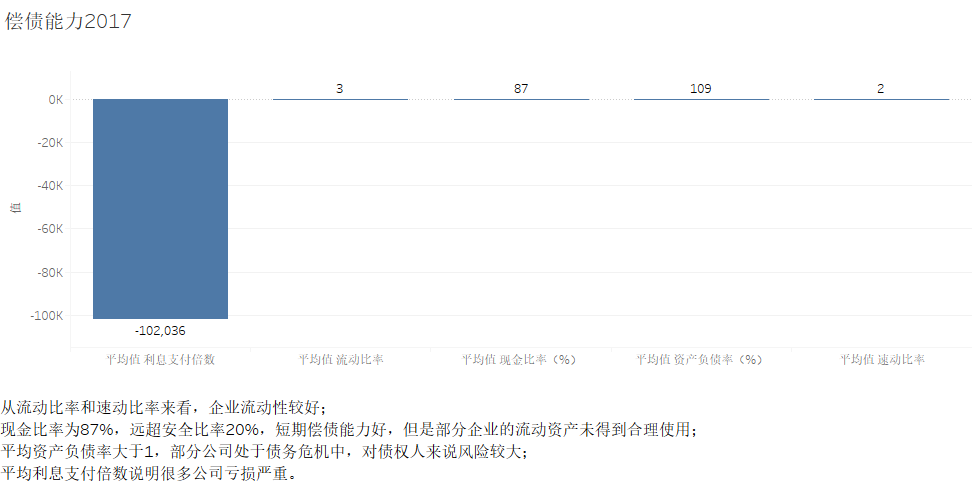 偿债能力2017
3
87
109
2
0K
-20K
-40K
-60K
-80K
-100K
值
-102,036
平均值 利息支付倍数
平均值 流动比率
平均值 现金比率（%）
平均值 资产负债率（%）
平均值 速动比率
从流动比率和速动比率来看，企业流动性较好；
现金比率为87%，远超安全比率20%，短期偿债能力好，但是部分企业的流动资产未得到合理使用；
平均资产负债率大于1，部分公司处于债务危机中，对债权人来说风险较大；
平均利息支付倍数说明很多公司亏损严重。